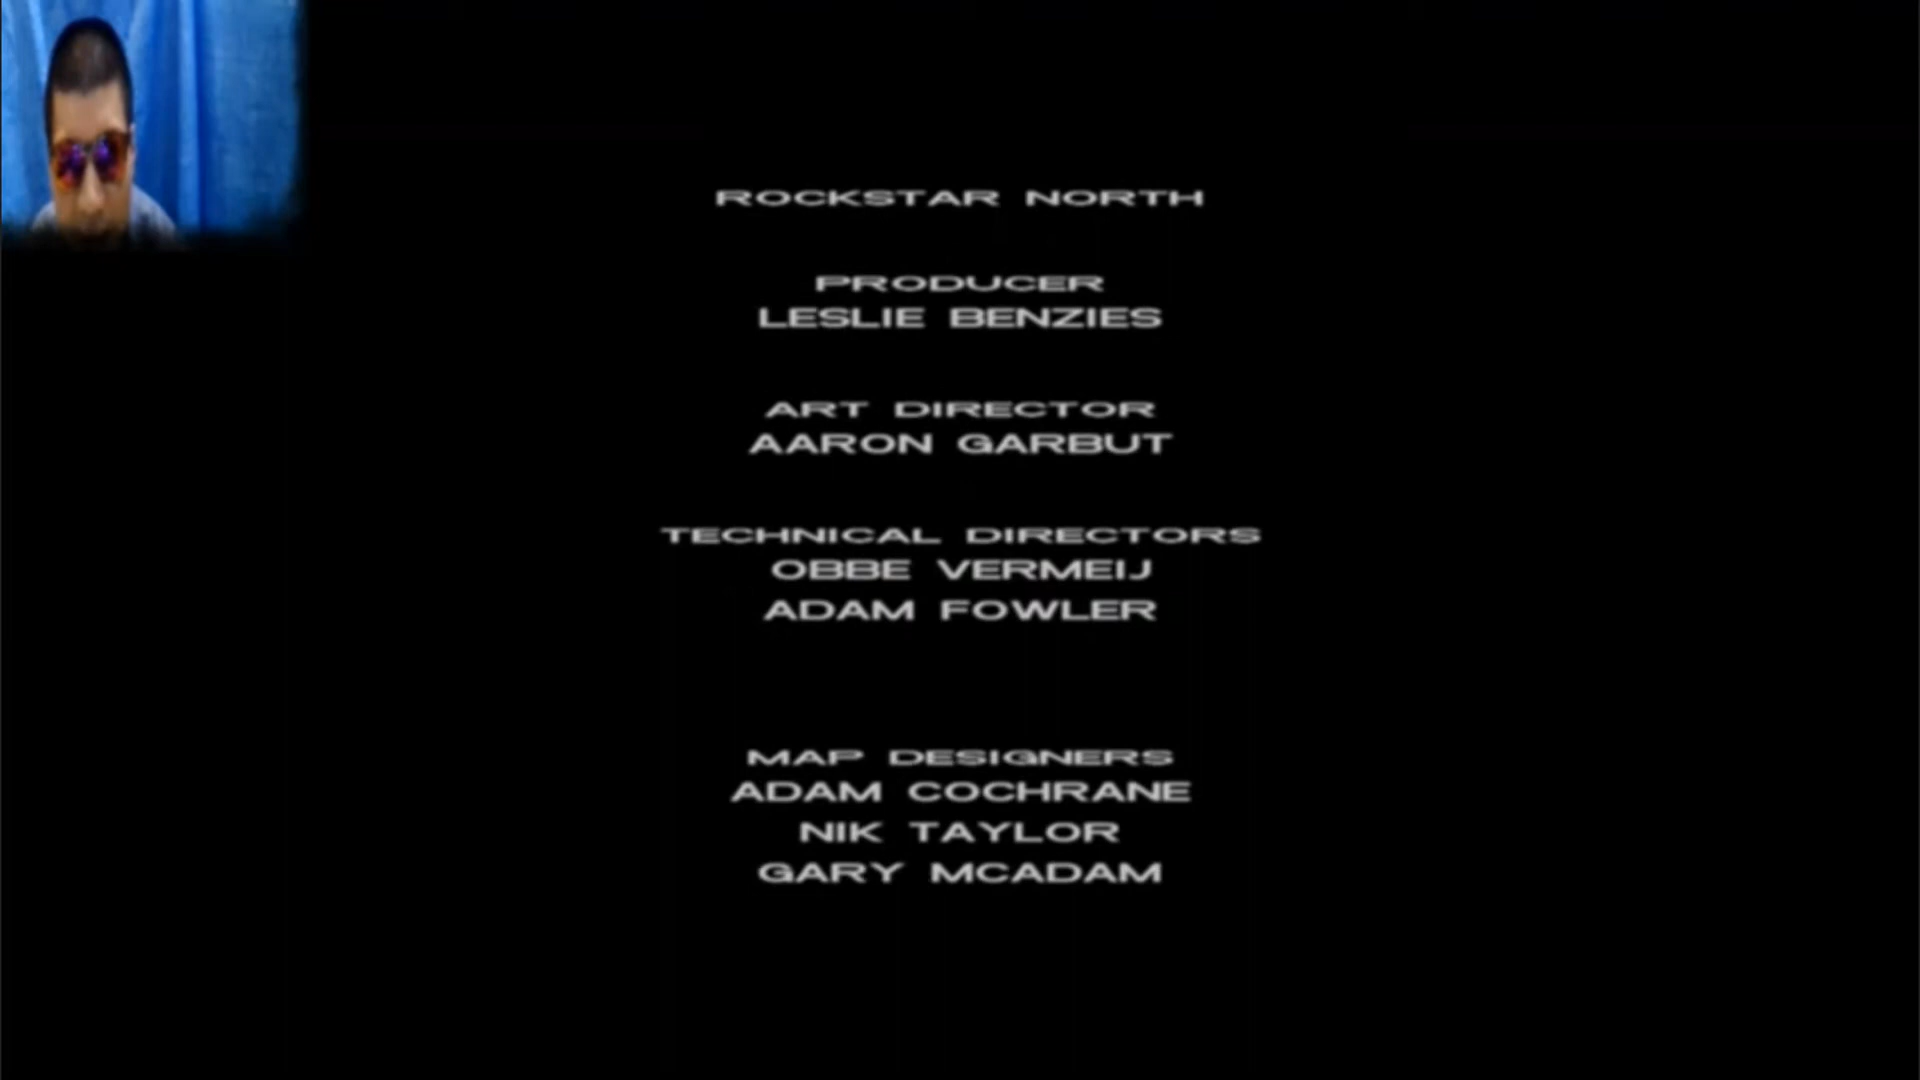 ROCKSTAR NORTH
PRODUCER
LESLIE BENZIES
ART DIRECTOR
AARON GARBUT
TECHNICAL DIRECTORS
OBBE VERMEIJ
ADAM FOWLER
MAP DESIGNERS
ADAM COCHRANE
NIK TAYLOR
GARY MCADAM